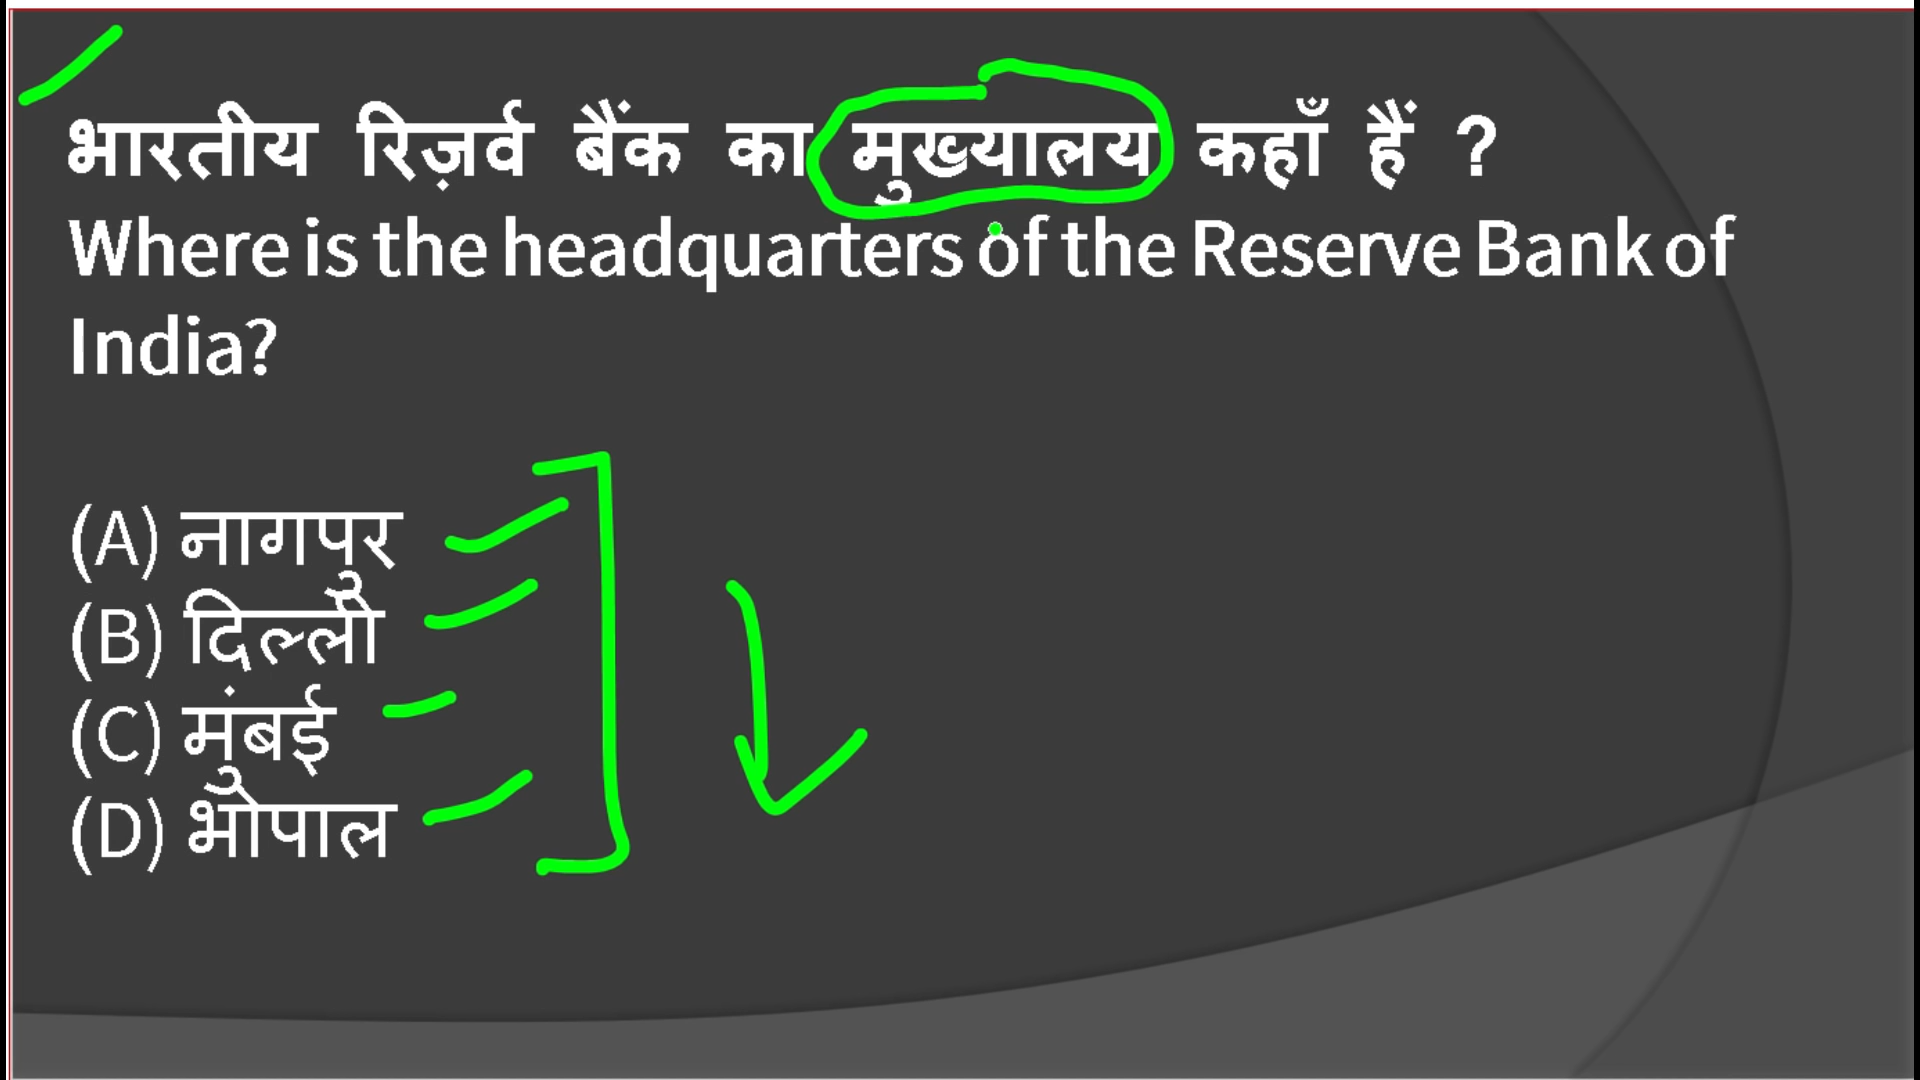 भारतीय रिज़र्व बैंक का मुख्यालय कहाँ हैं ?
Where is the headquarters of the Reserve Bank of
India?
(A) नागपुर
(B) दिल्ली
(C) मुंबई
(D) भोपाल